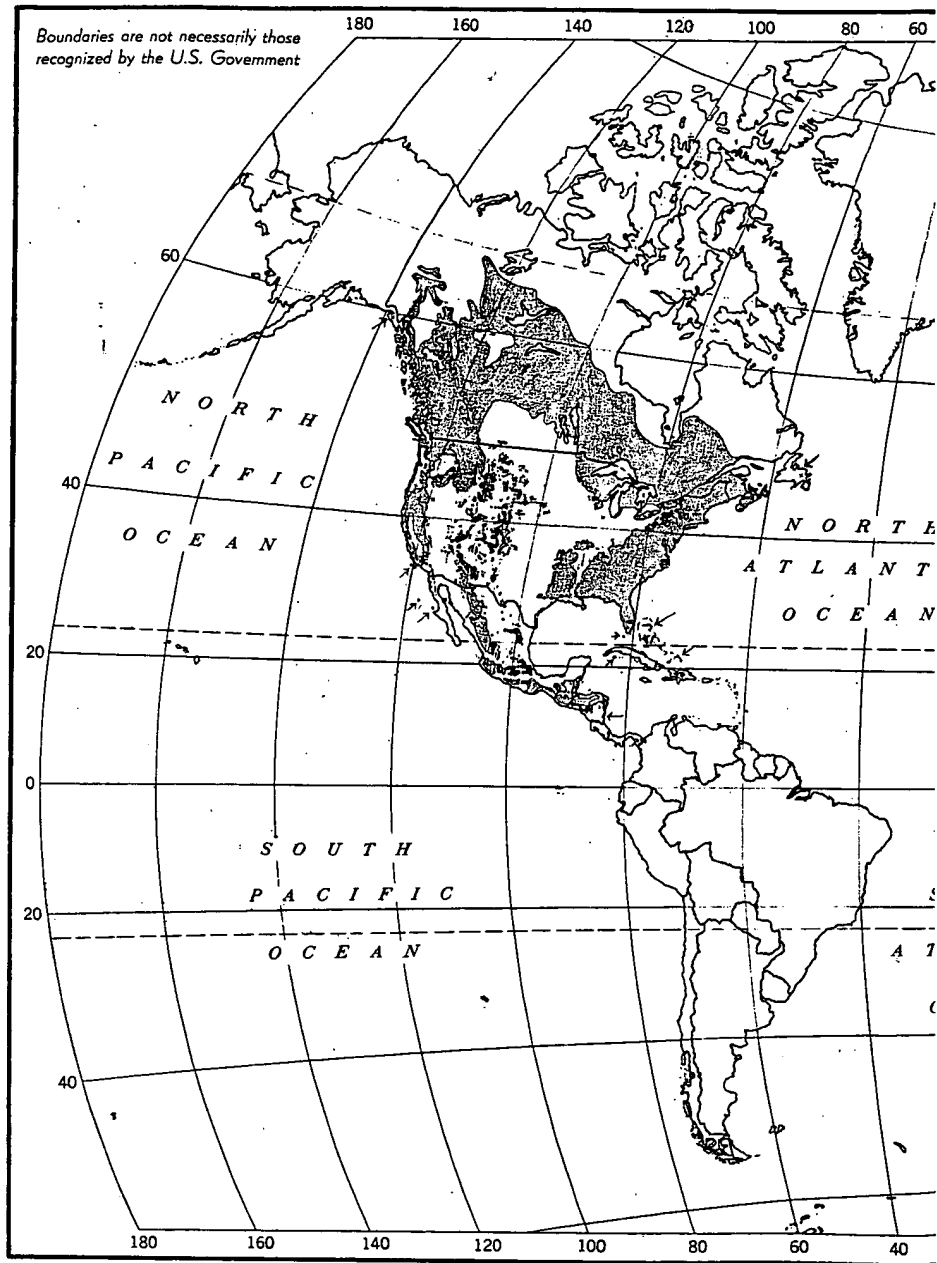 180 160 140 120 100 80 60
Boundaries are not necessarily those
recognized by the U.S. Government
60
NORTH
PACIFIC
40
OCEAN
NORTH
ATLANT
OCEAN
20
0
SOUTH
PACIFIC
20
S
OCEAN
AT
O
40
180 160 140 120 100 80 60 40